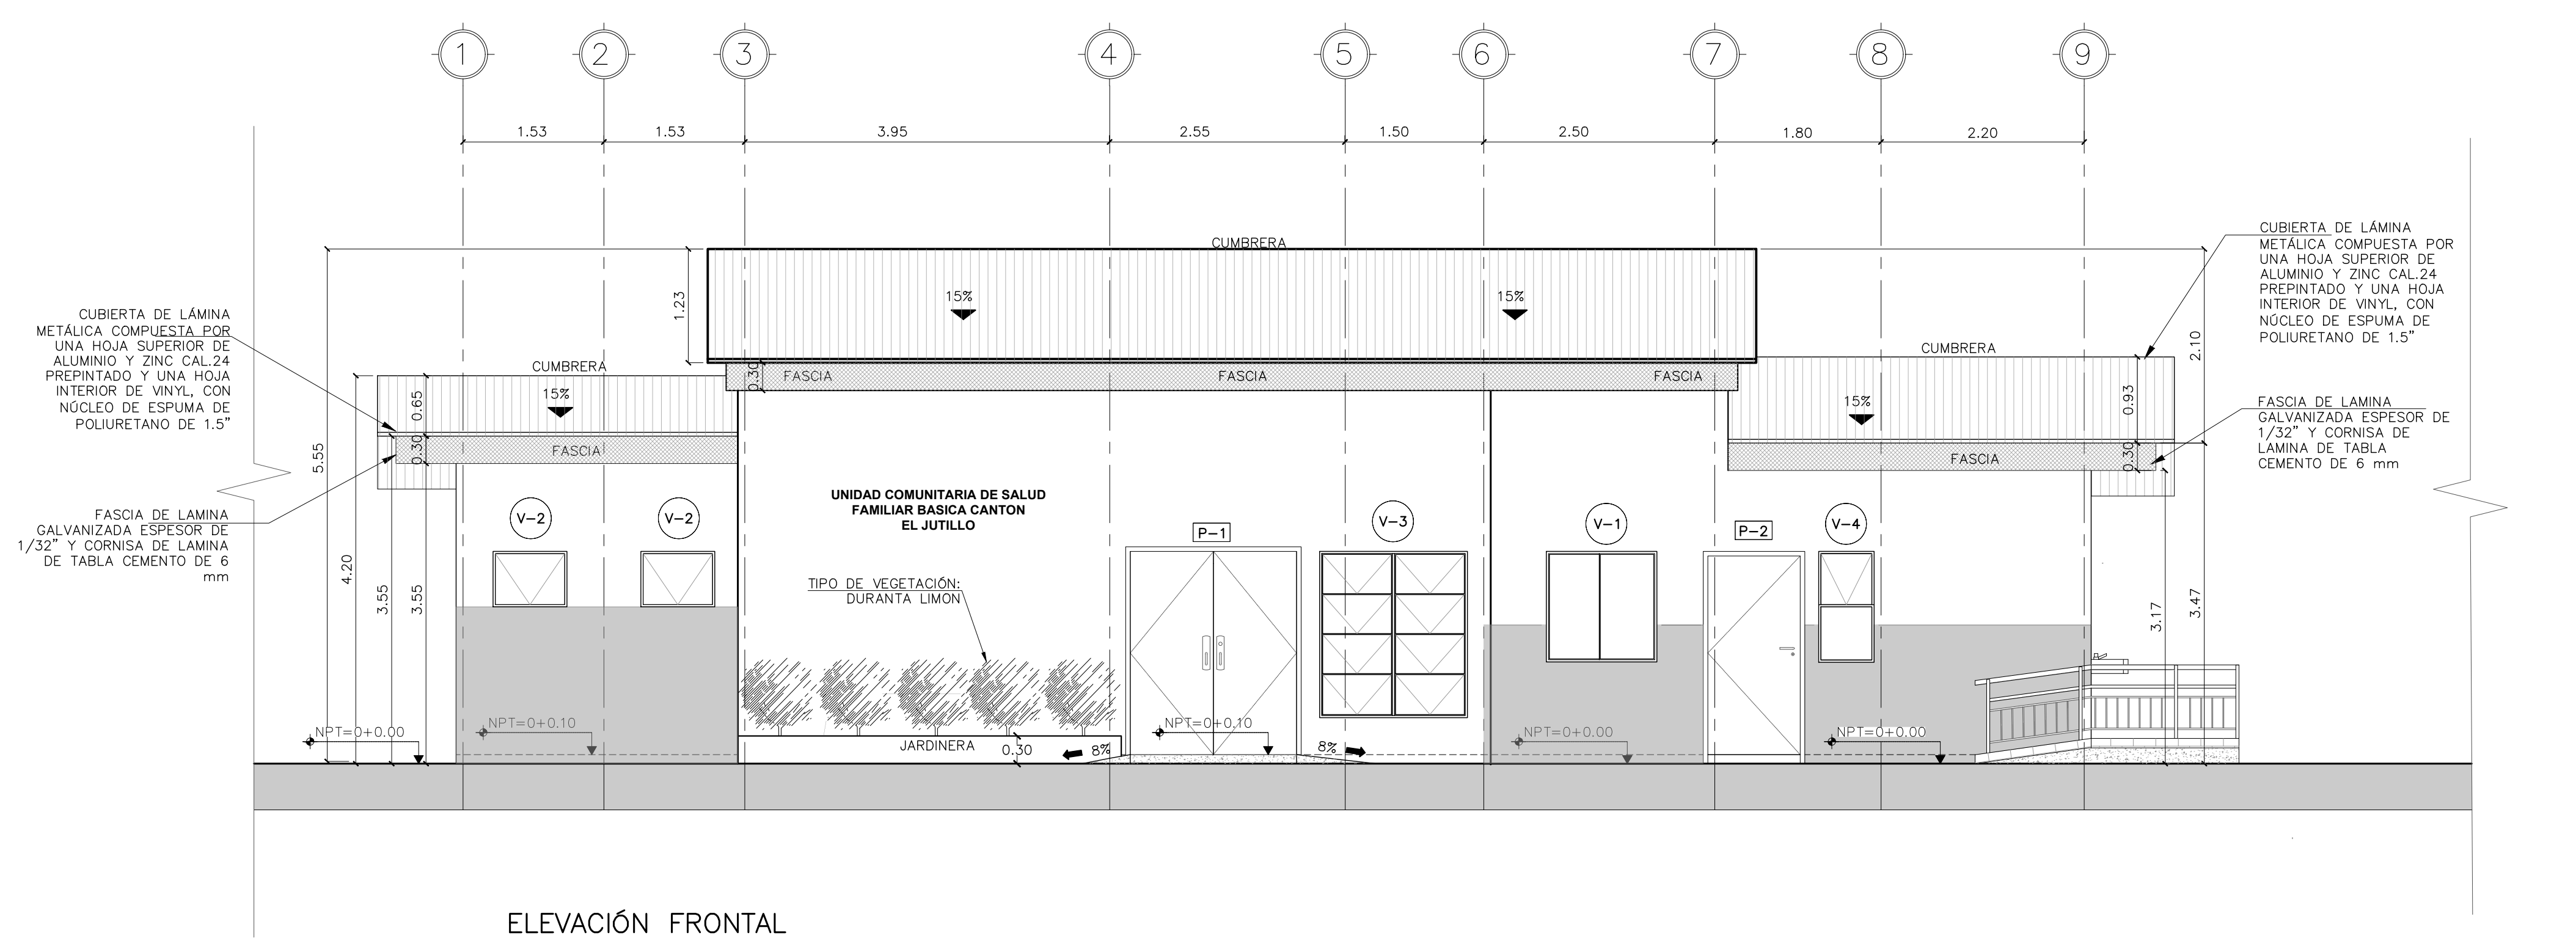 1
2
3
4
5
6
7
8
9
1.53
1.53
3.95
2.55
1.50
2.50
1.80
2.20
CUMBRERA
15%
15%
1.23
FASCIA
FASCIA
FASCIA
0.30
CUBIERTA DE LÁMINA
METÁLICA COMPUESTA POR
UNA HOJA SUPERIOR DE
ALUMINIO Y ZINC CAL.24
PREPINTADO Y UNA HOJA
INTERIOR DE VINYL, CON
NÚCLEO DE ESPUMA DE
POLIURETANO DE 1.5”
FASCIA DE LAMINA
GALVANIZADA ESPESOR DE
1/32” Y CORNISA DE LAMINA
DE TABLA CEMENTO DE 6
mm
5.55
4.20
3.55
3.55
0.65
0.30
CUMBRERA
15%
FASCIA
V-2
V-2
UNIDAD COMUNITARIA DE SALUD
FAMILIAR BASICA CANTON
EL JUTILLO
TIPO DE VEGETACIÓN:
DURANTA LIMON
P-1
V-3
V-1
P-2
V-4
CUMBRERA
15%
FASCIA
0.93
0.30
2.10
3.17
3.47
CUBIERTA DE LÁMINA
METÁLICA COMPUESTA POR
UNA HOJA SUPERIOR DE
ALUMINIO Y ZINC CAL.24
PREPINTADO Y UNA HOJA
INTERIOR DE VINYL, CON
NÚCLEO DE ESPUMA DE
POLIURETANO DE 1.5”
FASCIA DE LAMINA
GALVANIZADA ESPESOR DE
1/32” Y CORNISA DE
LAMINA DE TABLA
CEMENTO DE 6 mm
NPT=0+0.00
NPT=0+0.10
NPT=0+0.10
NPT=0+0.00
NPT=0+0.00
JARDINERA
0.30
8%
8%
ELEVACIÓN FRONTAL